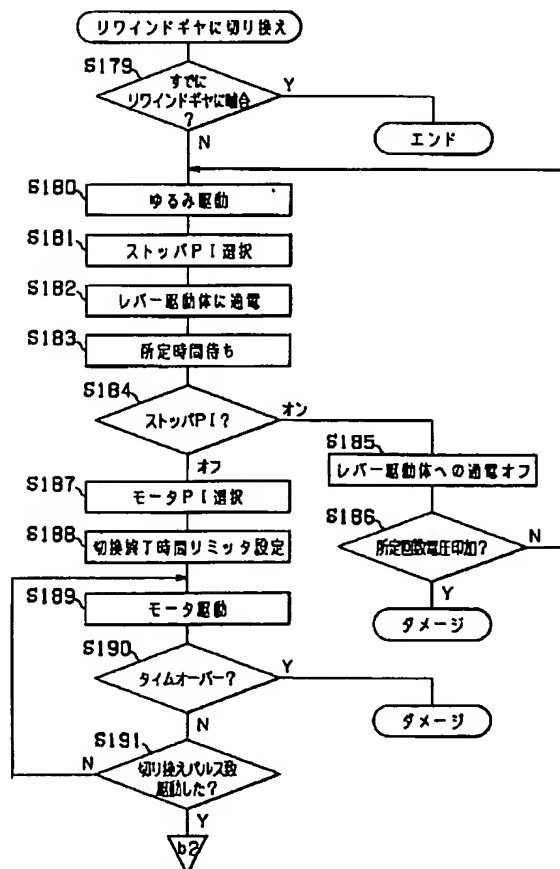 リワインドギヤに切り換え
S179
すでに
リワインドギヤに噛合
?
Y
エンド
N
S180
ゆるみ駆動
S181
ストッパPI選択
S182
レバー駆動体に通電
S183
所定時間待ち
S184
ストッパPI?
オン
オフ
S185
レバー駆動体への通電オフ
S186
所定回数電圧印加?
N
Y
ダメージ
S187
モータPI選択
S188
切換終了時間リミッタ設定
S189
モータ駆動
S190
タイムオーバー?
Y
ダメージ
N
S191
切り換えパルス数
駆動した?
N
Y
b2